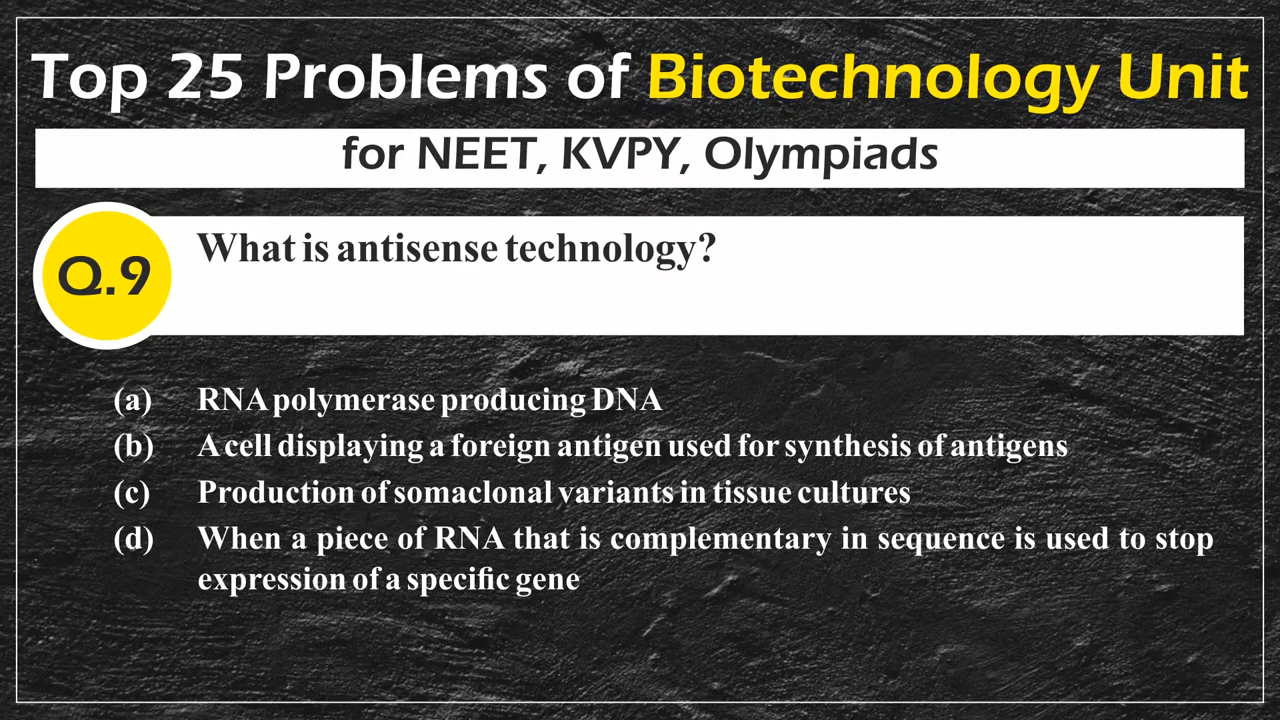 Top 25 Problems of Biotechnology Unit
for NEET, KVPY, Olympiads
Q.9
What is antisense technology?
(a) RNA polymerase producing DNA
(b) A cell displaying a foreign antigen used for synthesis of antigens
(c) Production of somaclonal variants in tissue cultures
(d) When a piece of RNA that is complementary in sequence is used to stop
expression of a specific gene